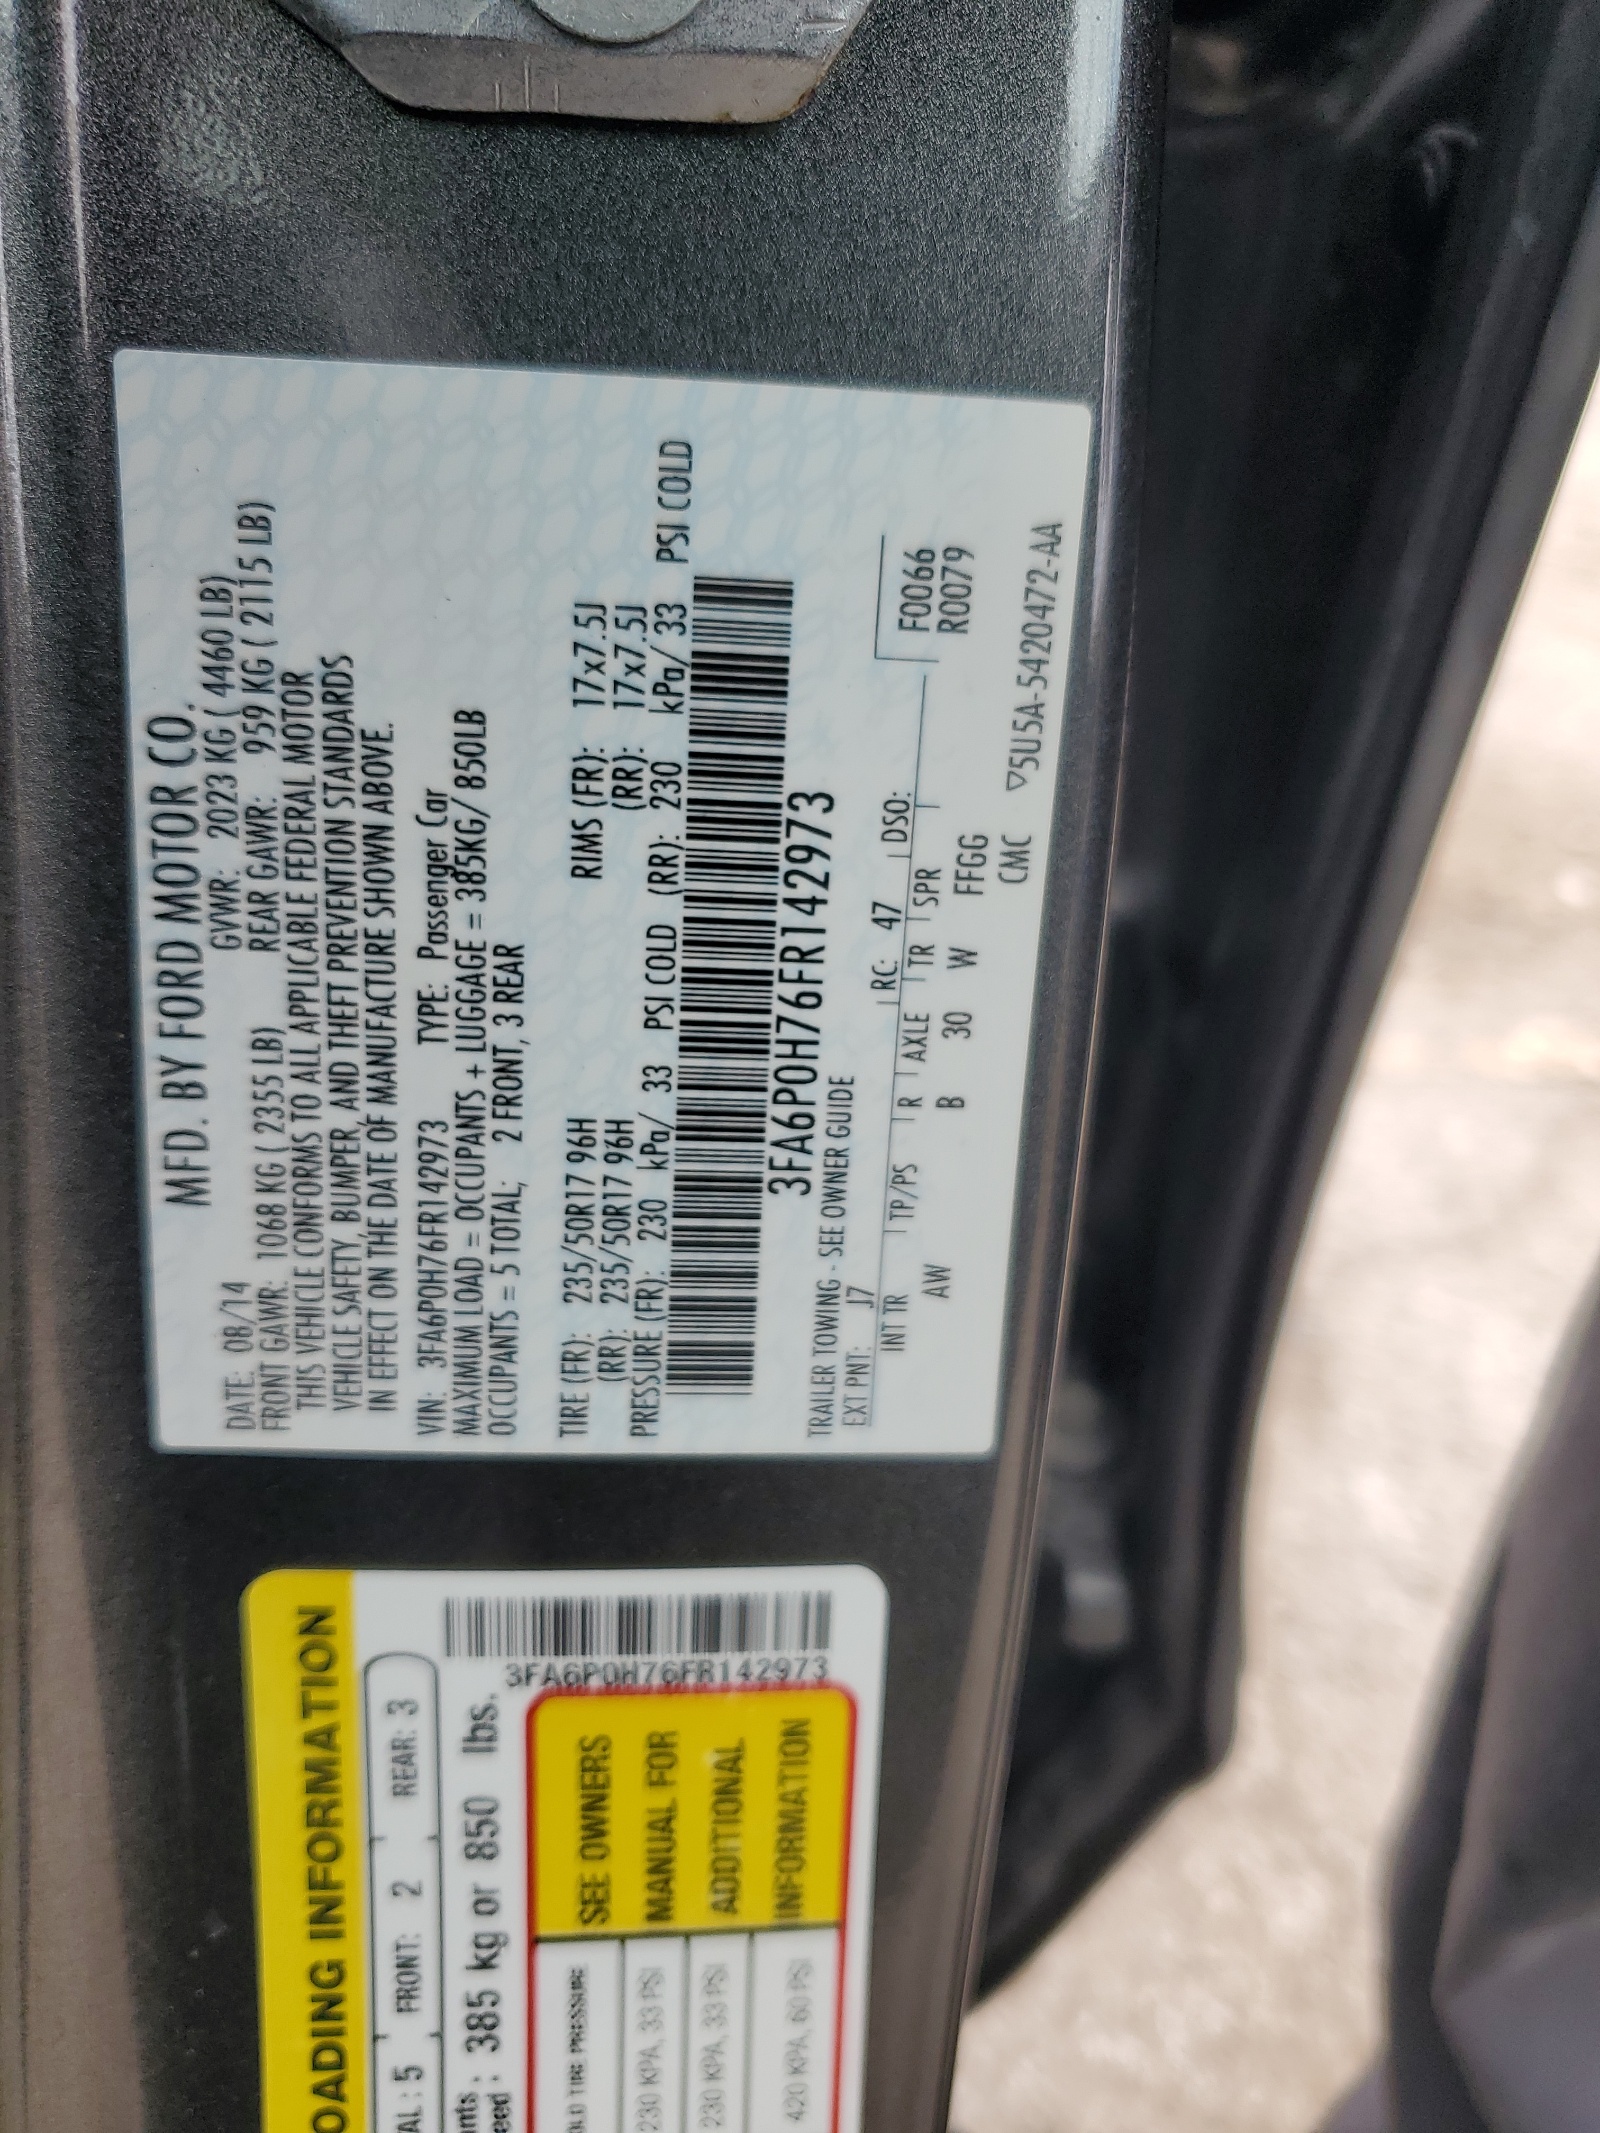 MFD. BY FORD MOTOR CO.
DATE: 08/14 GVWR: 2023 KG ( 4460 LB)
FRONT GAWR: 1068 KG ( 2355 LB) REAR GAWR: 959 KG ( 2115 LB)
THIS VEHICLE CONFORMS TO ALL APPLICABLE FEDERAL MOTOR
VEHICLE SAFETY, BUMPER, AND THEFT PREVENTION STANDARDS
IN EFFECT ON THE DATE OF MANUFACTURE SHOWN ABOVE.
VIN: 3FA6P0H76FR142973 TYPE: Passenger Car
MAXIMUM LOAD = OCCUPANTS + LUGGAGE = 385KG/ 850LB
OCCUPANTS = 5 TOTAL; 2 FRONT, 3 REAR
TIRE (FR): 235/50R17 96H RIMS (FR): 17x7.5J
(RR): 235/50R17 96H (RR): 17x7.5J
PRESSURE (FR): 230 kPa/ 33 PSI COLD (RR): 230 kPa/ 33 PSI COLD
3FA6P0H76FR142973
TRAILER TOWING - SEE OWNER GUIDE
EXT PNT: J7 RC: 47 DSO:
INT TR TP/PS R AXLE TR SPR F0066
AW B 30 W FFGG R0079
CMC ▽5U5A-5420472-AA
OADING INFORMATION
AL : 5 FRONT: 2 REAR: 3
nts
eed : 385 kg or 850 lbs.
3FA6P0H76FR142973
OLD TIRE PRESSURE
230 KPA, 33 PSI
230 KPA, 33 PSI
420 KPA, 60 PSI
SEE OWNERS
MANUAL FOR
ADDITIONAL
INFORMATION